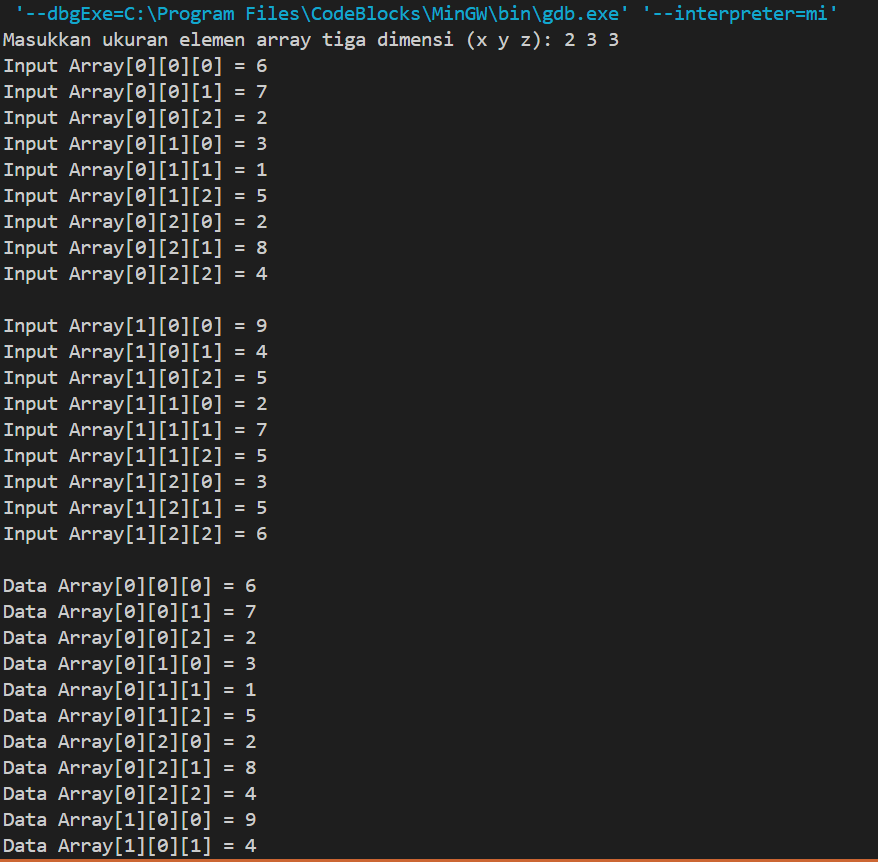 '--dbgExe=C:\Program Files\CodeBlocks\MinGW\bin\gdb.exe' '--interpreter=mi'
Masukkan ukuran elemen array tiga dimensi (x y z): 2 3 3
Input Array[0][0][0] = 6
Input Array[0][0][1] = 7
Input Array[0][0][2] = 2
Input Array[0][1][0] = 3
Input Array[0][1][1] = 1
Input Array[0][1][2] = 5
Input Array[0][2][0] = 2
Input Array[0][2][1] = 8
Input Array[0][2][2] = 4
Input Array[1][0][0] = 9
Input Array[1][0][1] = 4
Input Array[1][0][2] = 5
Input Array[1][1][0] = 2
Input Array[1][1][1] = 7
Input Array[1][1][2] = 5
Input Array[1][2][0] = 3
Input Array[1][2][1] = 5
Input Array[1][2][2] = 6
Data Array[0][0][0] = 6
Data Array[0][0][1] = 7
Data Array[0][0][2] = 2
Data Array[0][1][0] = 3
Data Array[0][1][1] = 1
Data Array[0][1][2] = 5
Data Array[0][2][0] = 2
Data Array[0][2][1] = 8
Data Array[0][2][2] = 4
Data Array[1][0][0] = 9
Data Array[1][0][1] = 4